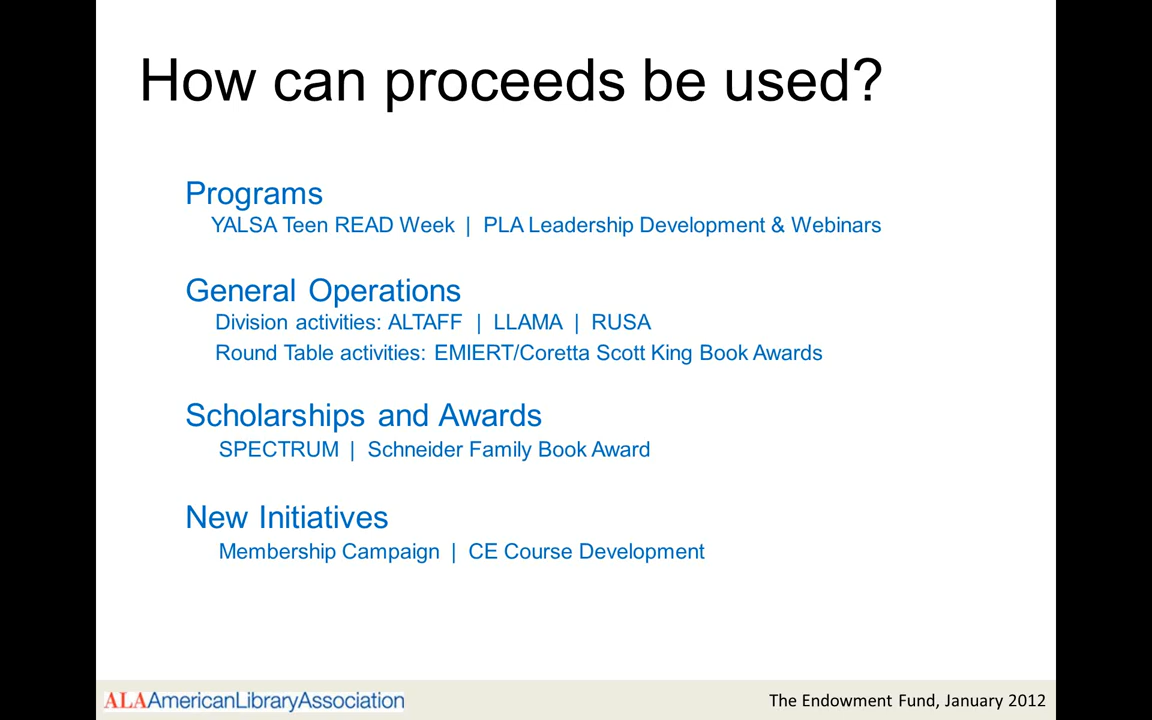 How can proceeds be used?
Programs
YALSA Teen READ Week | PLA Leadership Development & Webinars
General Operations
Division activities: ALTAFF | LLAMA | RUSA
Round Table activities: EMIERT/Coretta Scott King Book Awards
Scholarships and Awards
SPECTRUM | Schneider Family Book Award
New Initiatives
Membership Campaign | CE Course Development
ALAAmericanLibraryAssociation
The Endowment Fund, January 2012